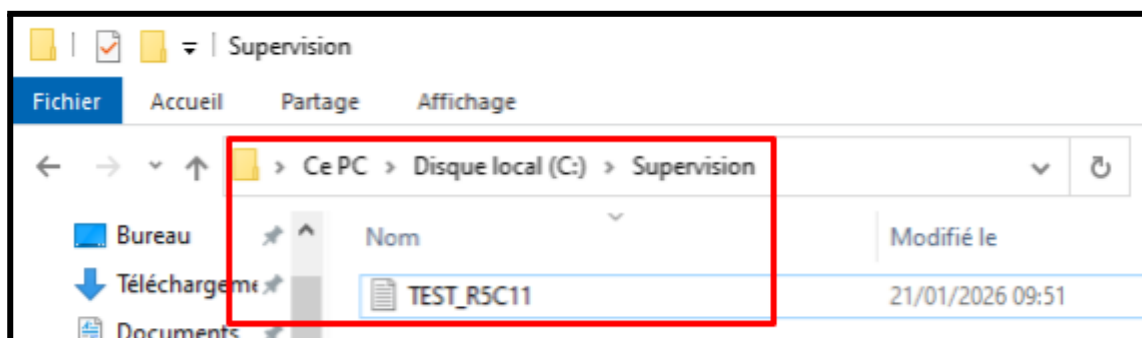 Supervision
Fichier Accueil Partage Affichage
Ce PC > Disque local (C:) > Supervision
Bureau Nom Modifié le
Téléchargeme TEST_R5C11 21/01/2026 09:51
Documents